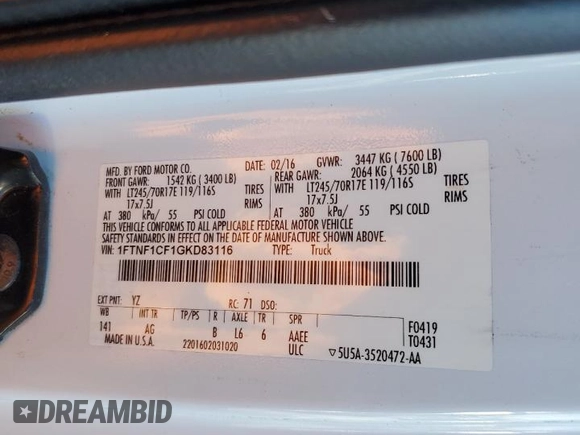 MFD. BY FORD MOTOR CO. DATE: 02/16 GVWR: 3447 KG ( 7600 LB)
FRONT GAWR: 1542 KG (3400 LB) REAR GAWR: 2064 KG ( 4550 LB)
WITH LT245/70R17E 119/116S TIRES WITH LT245/70R17E 119/116S TIRES
17x7.5J RIMS 17x7.5J RIMS
AT 380 kPa/ 55 PSI COLD AT 380 kPa/ 55 PSI COLD
THIS VEHICLE CONFORMS TO ALL APPLICABLE FEDERAL MOTOR VEHICLE
SAFETY STANDARDS IN EFFECT ON THE DATE OF MANUFACTURE SHOWN ABOVE.
VIN: 1FTNF1CF1GKD83116 TYPE: Truck
EXT PNT: YZ RC: 71 DSO:
WB INT TR TP/PS R AXLE TR SPR
141 AG B L6 6 AAEE F0419
MADE IN U.S.A. 2201602031020 ULC T0431
▽5U5A-3520472-AA
DREAMBID